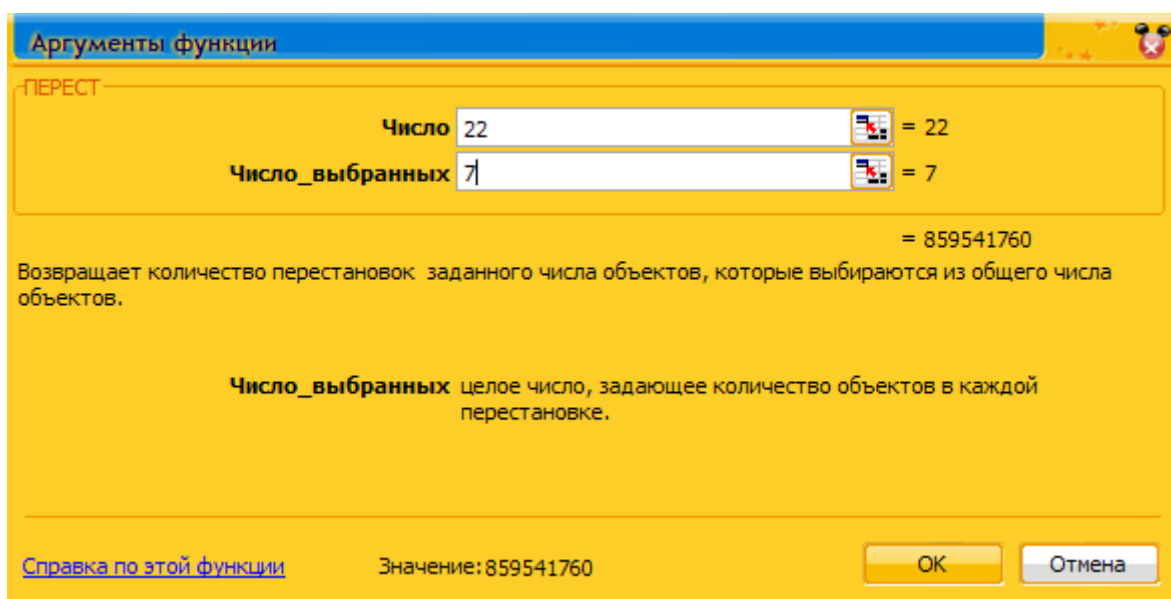 Аргументы функции
ПЕРЕСТ
Число 22 = 22
Число_выбранных 7 = 7
= 859541760
Возвращает количество перестановок заданного числа объектов, которые выбираются из общего числа
объектов.
Число_выбранных целое число, задающее количество объектов в каждой
перестановке.
Справка по этой функции Значение: 859541760 ОК Отмена